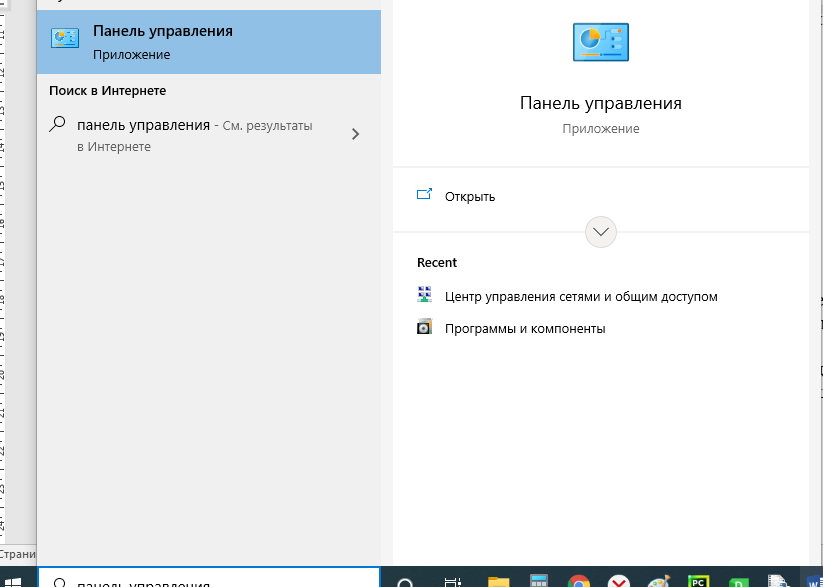 Панель управления
Приложение
Поиск в Интернете
панель управления - См. результаты
в Интернете
Панель управления
Приложение
Открыть
Recent
Центр управления сетями и общим доступом
Программы и компоненты
Страни
панель управления
PC